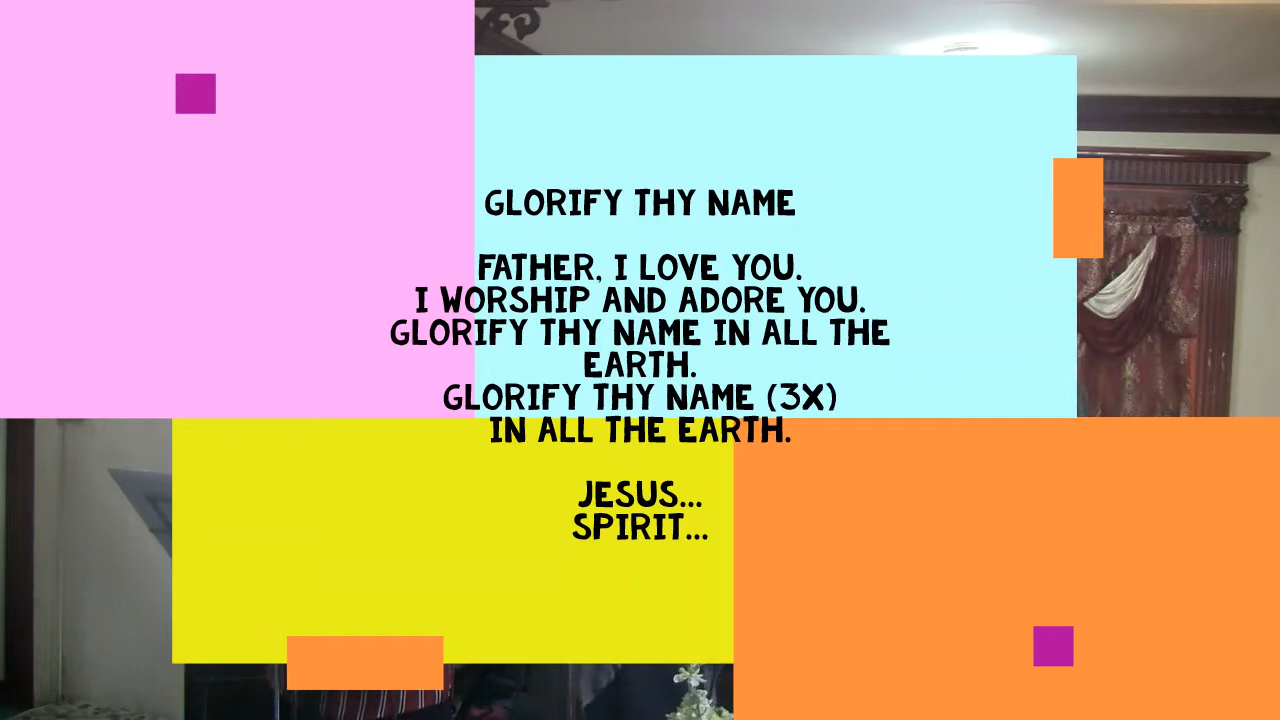 GLORIFY THY NAME
FATHER, I LOVE YOU.
I WORSHIP AND ADORE YOU.
GLORIFY THY NAME IN ALL THE
EARTH.
GLORIFY THY NAME (3X)
IN ALL THE EARTH.
JESUS...
SPIRIT...